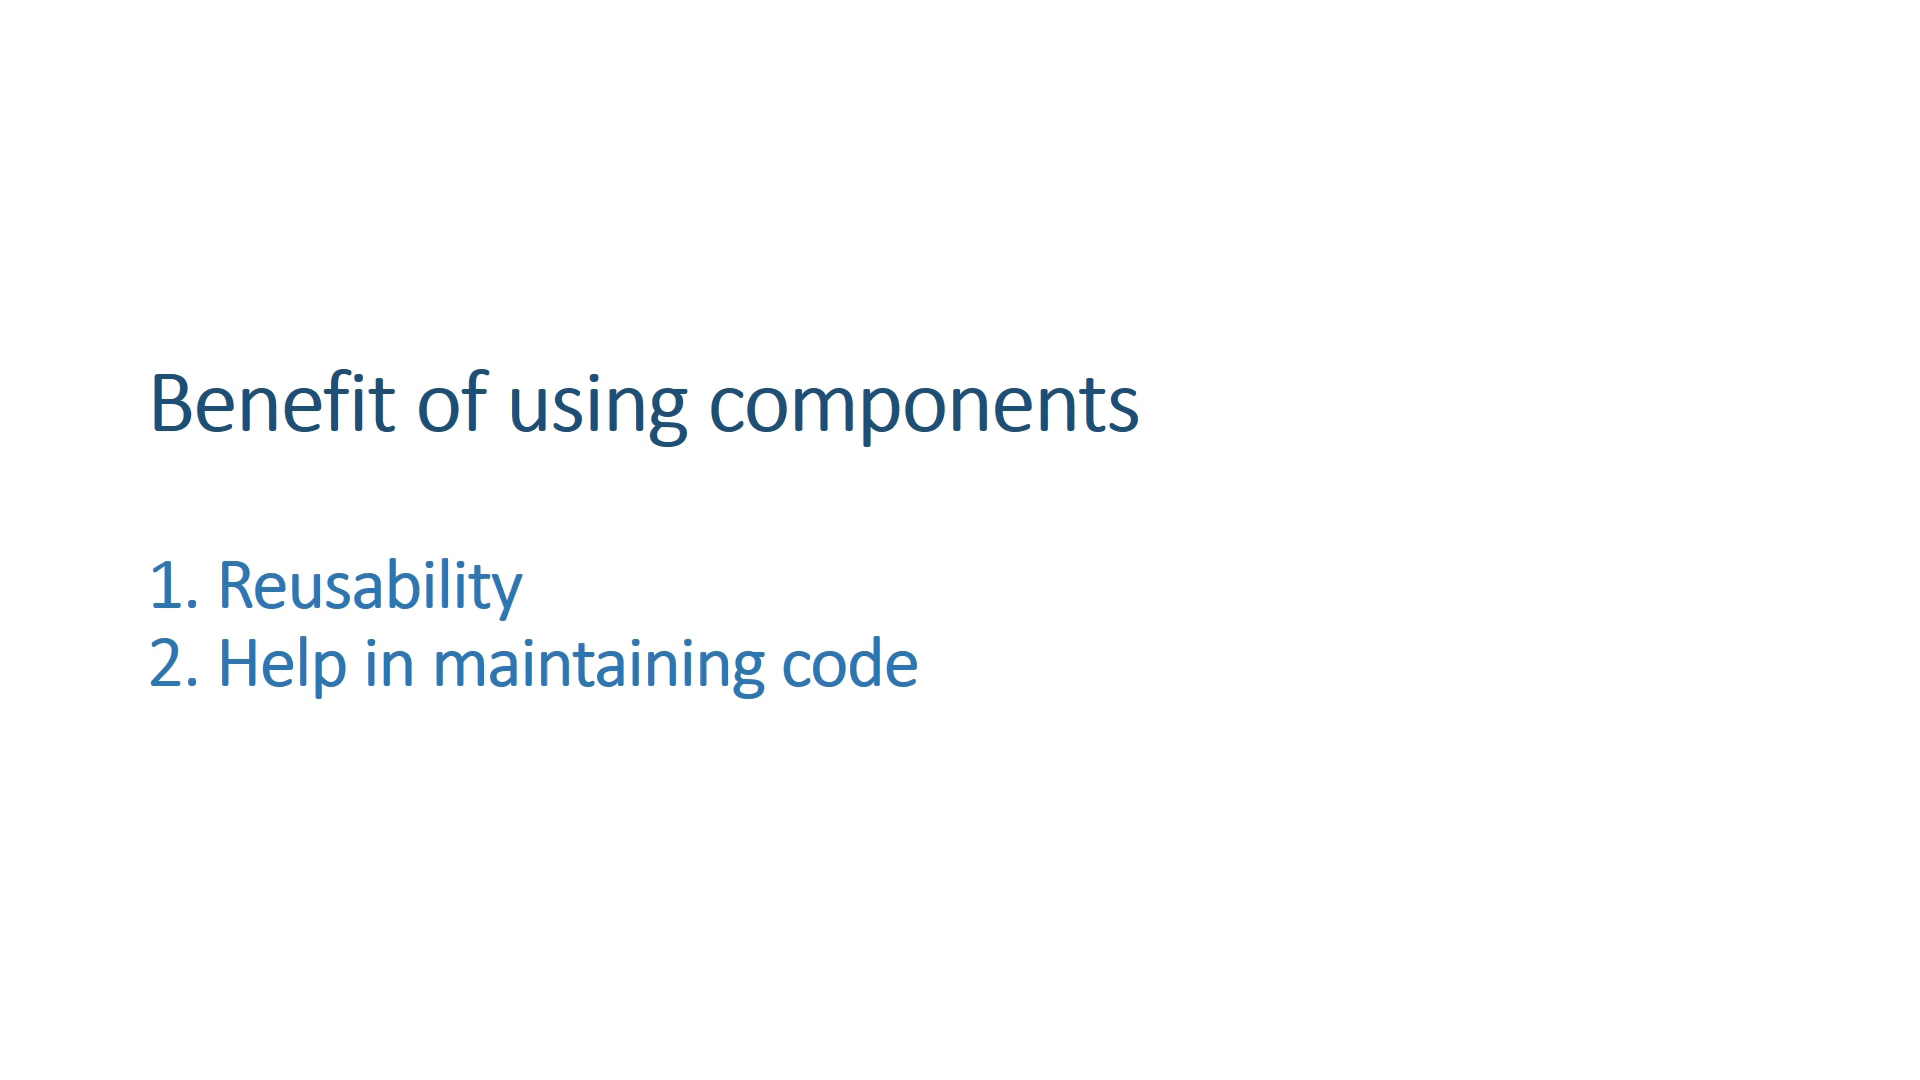 Benefit of using components
1. Reusability
2. Help in maintaining code